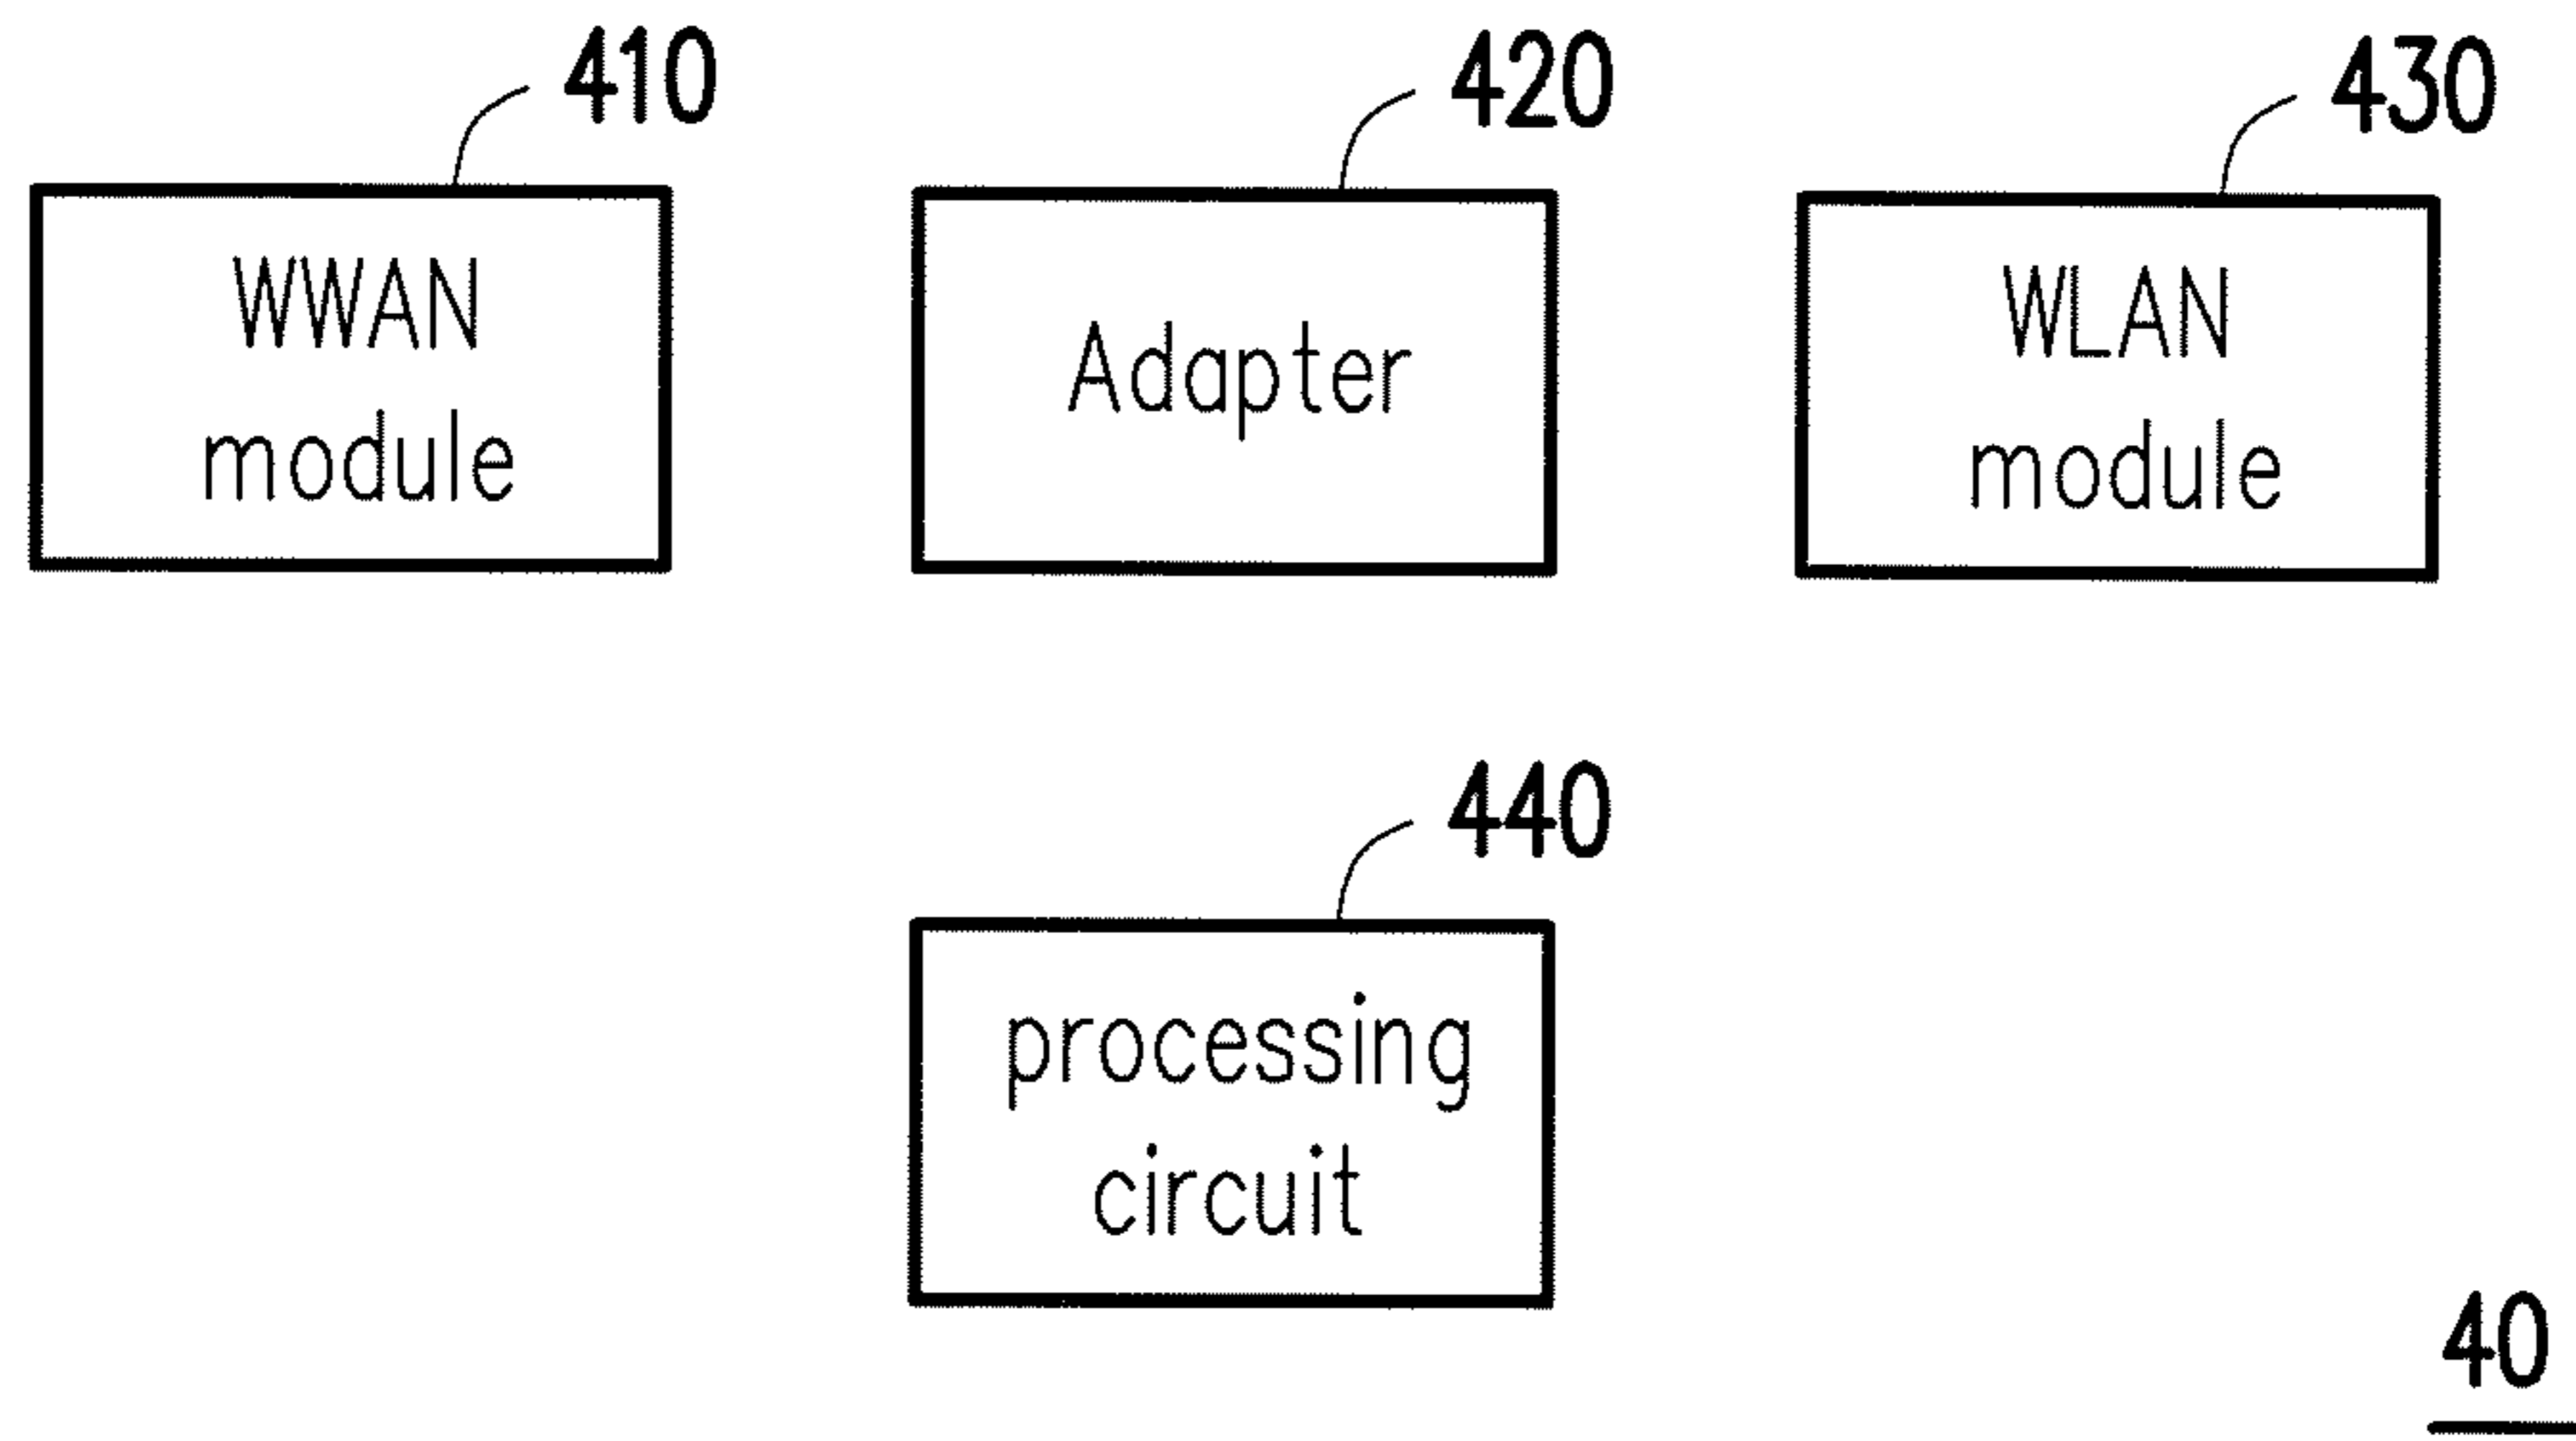 410
420
430
WWAN
module
Adapter
WLAN
module
440
processing
circuit
40